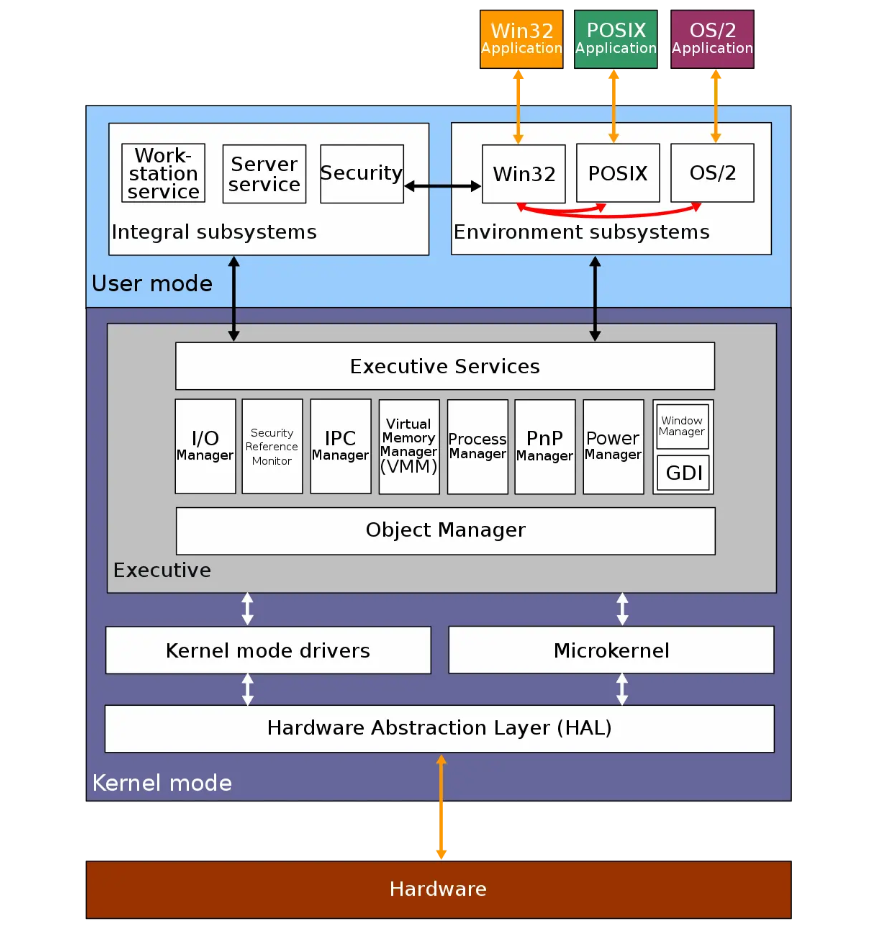 Win32
Application
POSIX
Application
OS/2
Application
Work-
station
service
Server
service
Security
Integral subsystems
Win32
POSIX
OS/2
Environment subsystems
User mode
Executive Services
I/O
Manager
Security
Reference
Monitor
IPC
Manager
Virtual
Memory
Manager
(VMM)
Process
Manager
PnP
Manager
Power
Manager
Window
Manager
GDI
Object Manager
Executive
Kernel mode drivers
Microkernel
Hardware Abstraction Layer (HAL)
Kernel mode
Hardware